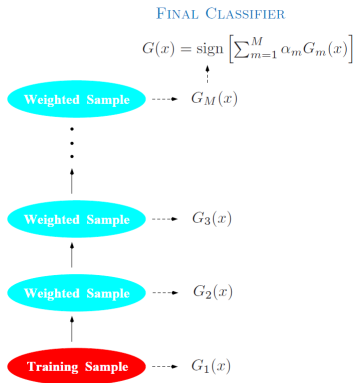 FINAL CLASSIFIER
G(x) = sign [∑_{m=1}^{M} α_m G_m(x)]
Weighted Sample G_M(x)
Weighted Sample G_3(x)
Weighted Sample G_2(x)
Training Sample G_1(x)